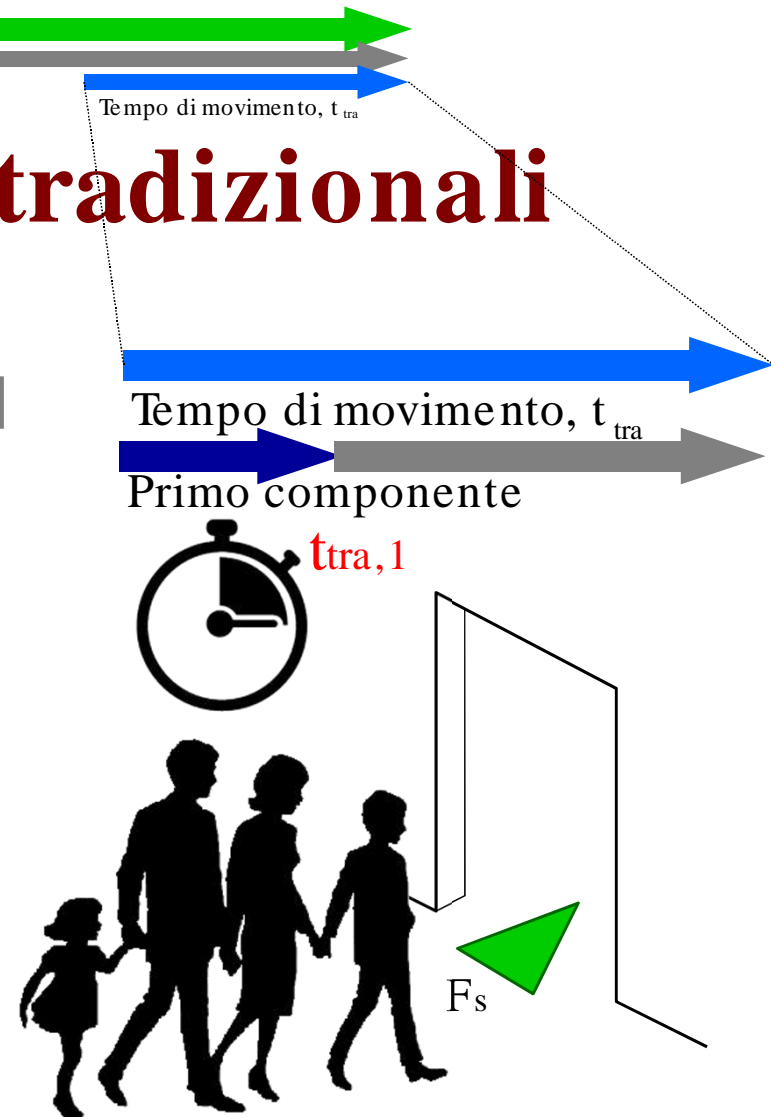 Tempo di movimento, t tra
tradizionali
Tempo di movimento, t tra
Primo componente
ttra,1
Fs